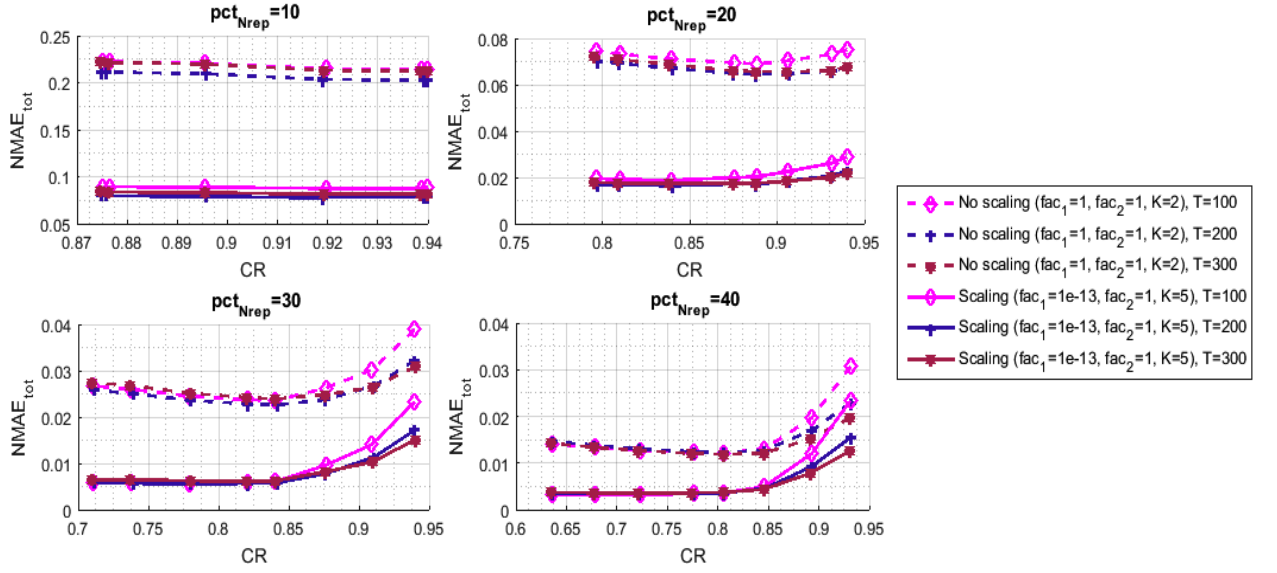 pct_Nrep=10
0.25
0.2
0.15
0.1
0.05
0.87 0.88 0.89 0.9 0.91 0.92 0.93 0.94
NMAE_tot
CR
pct_Nrep=20
0.08
0.06
0.04
0.02
0
0.75 0.8 0.85 0.9 0.95
NMAE_tot
CR
pct_Nrep=30
0.04
0.03
0.02
0.01
0
0.7 0.75 0.8 0.85 0.9 0.95
NMAE_tot
CR
pct_Nrep=40
0.04
0.03
0.02
0.01
0
0.6 0.65 0.7 0.75 0.8 0.85 0.9 0.95
NMAE_tot
CR
No scaling (fac_1=1, fac_2=1, K=2), T=100
No scaling (fac_1=1, fac_2=1, K=2), T=200
No scaling (fac_1=1, fac_2=1, K=2), T=300
Scaling (fac_1=1e-13, fac_2=1, K=5), T=100
Scaling (fac_1=1e-13, fac_2=1, K=5), T=200
Scaling (fac_1=1e-13, fac_2=1, K=5), T=300